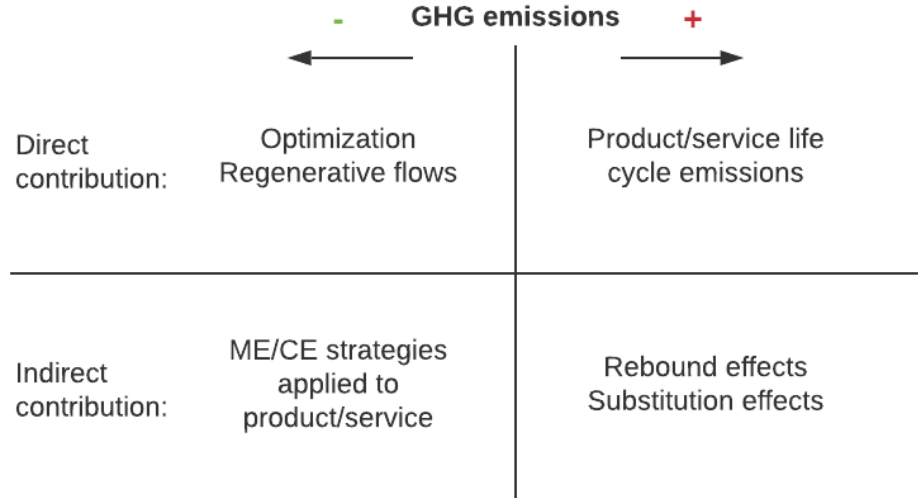 - GHG emissions +
Direct
contribution:
Optimization
Regenerative flows
Product/service life
cycle emissions
Indirect
contribution:
ME/CE strategies
applied to
product/service
Rebound effects
Substitution effects